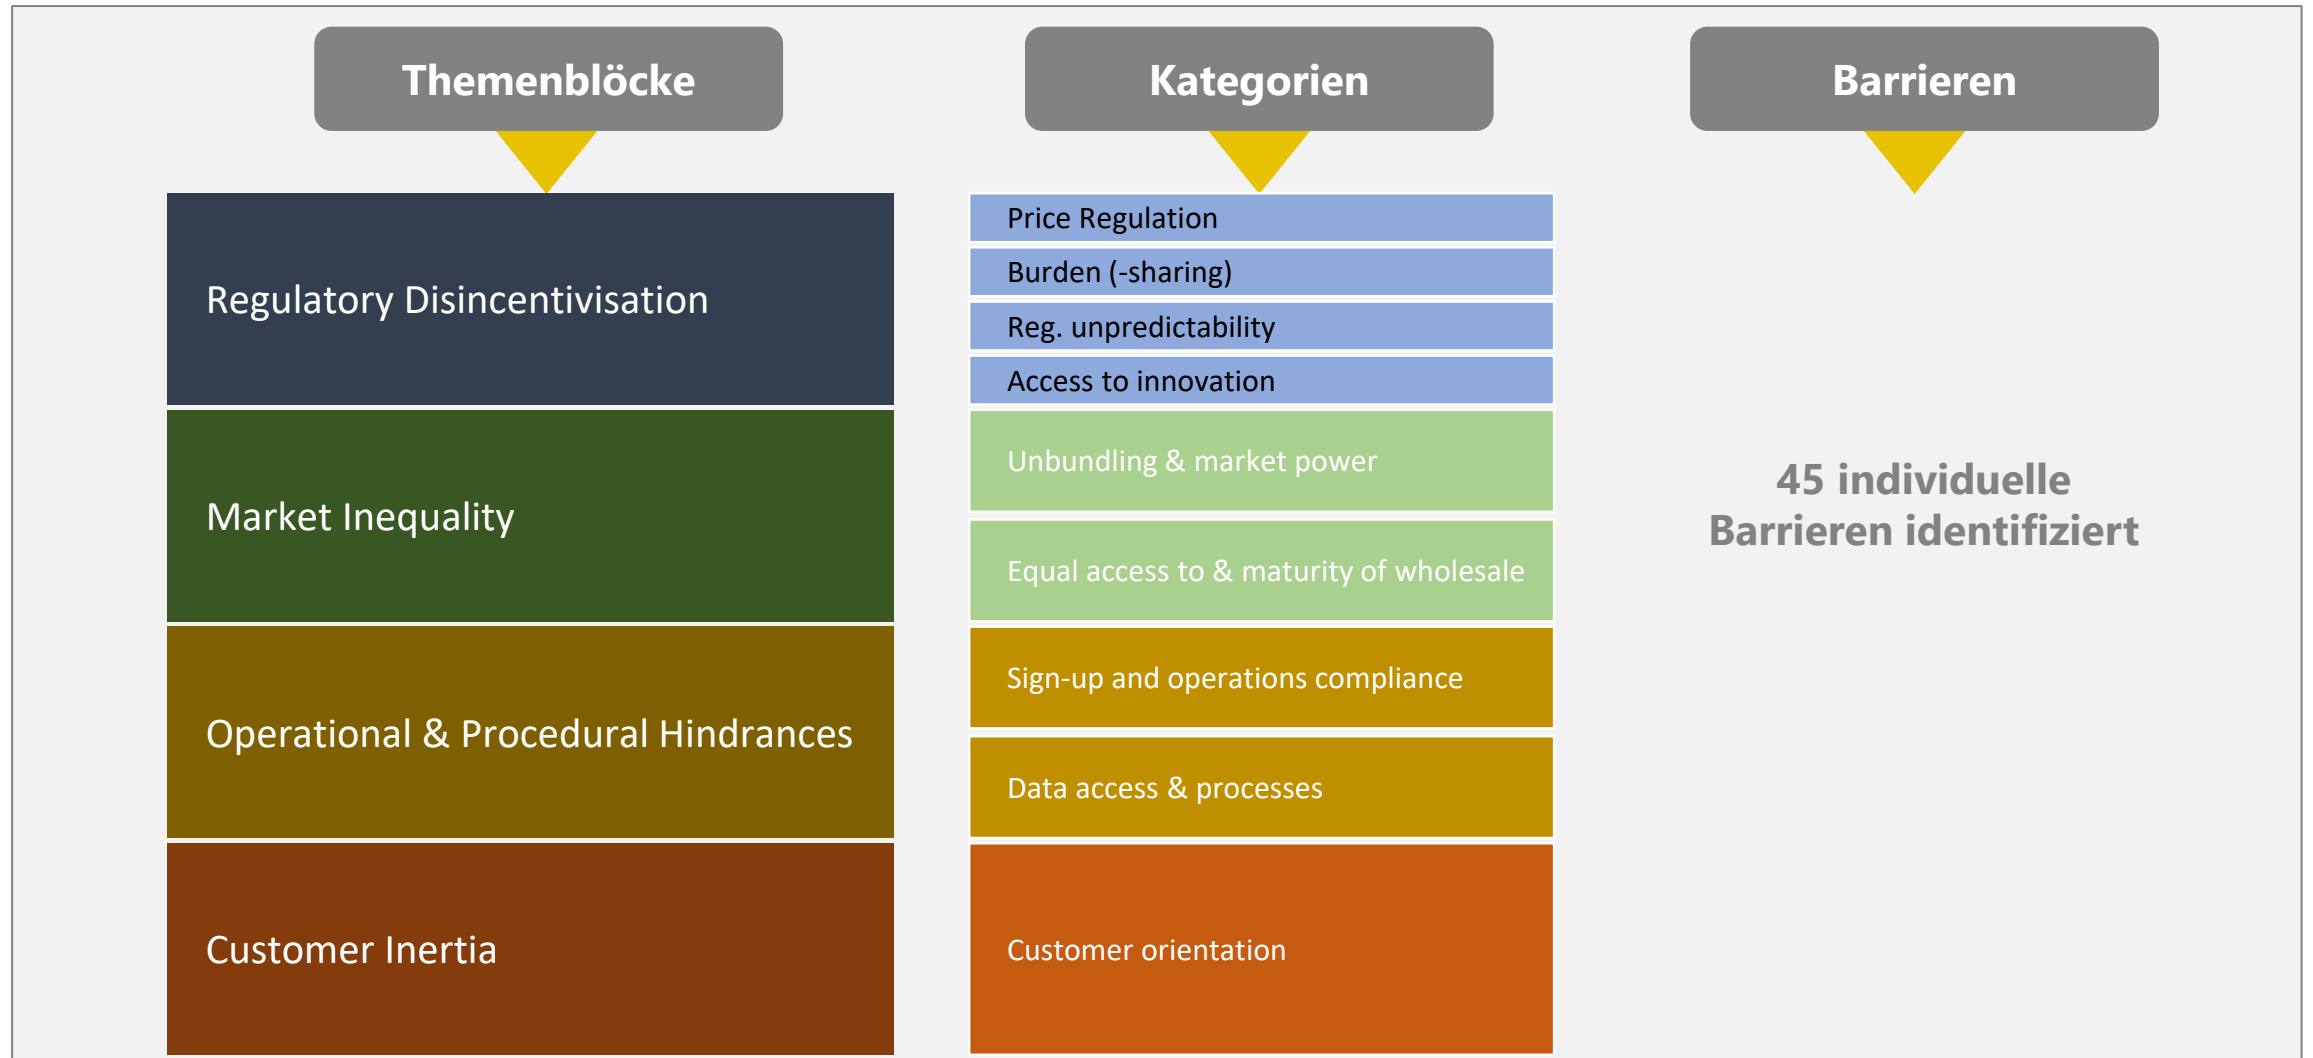 Themenblöcke
Kategorien
Barrieren
Regulatory Disincentivisation
Price Regulation
Burden (-sharing)
Reg. unpredictability
Access to innovation
Market Inequality
Unbundling & market power
Equal access to & maturity of wholesale
Operational & Procedural Hindrances
Sign-up and operations compliance
Data access & processes
Customer Inertia
Customer orientation
45 individuelle
Barrieren identifiziert